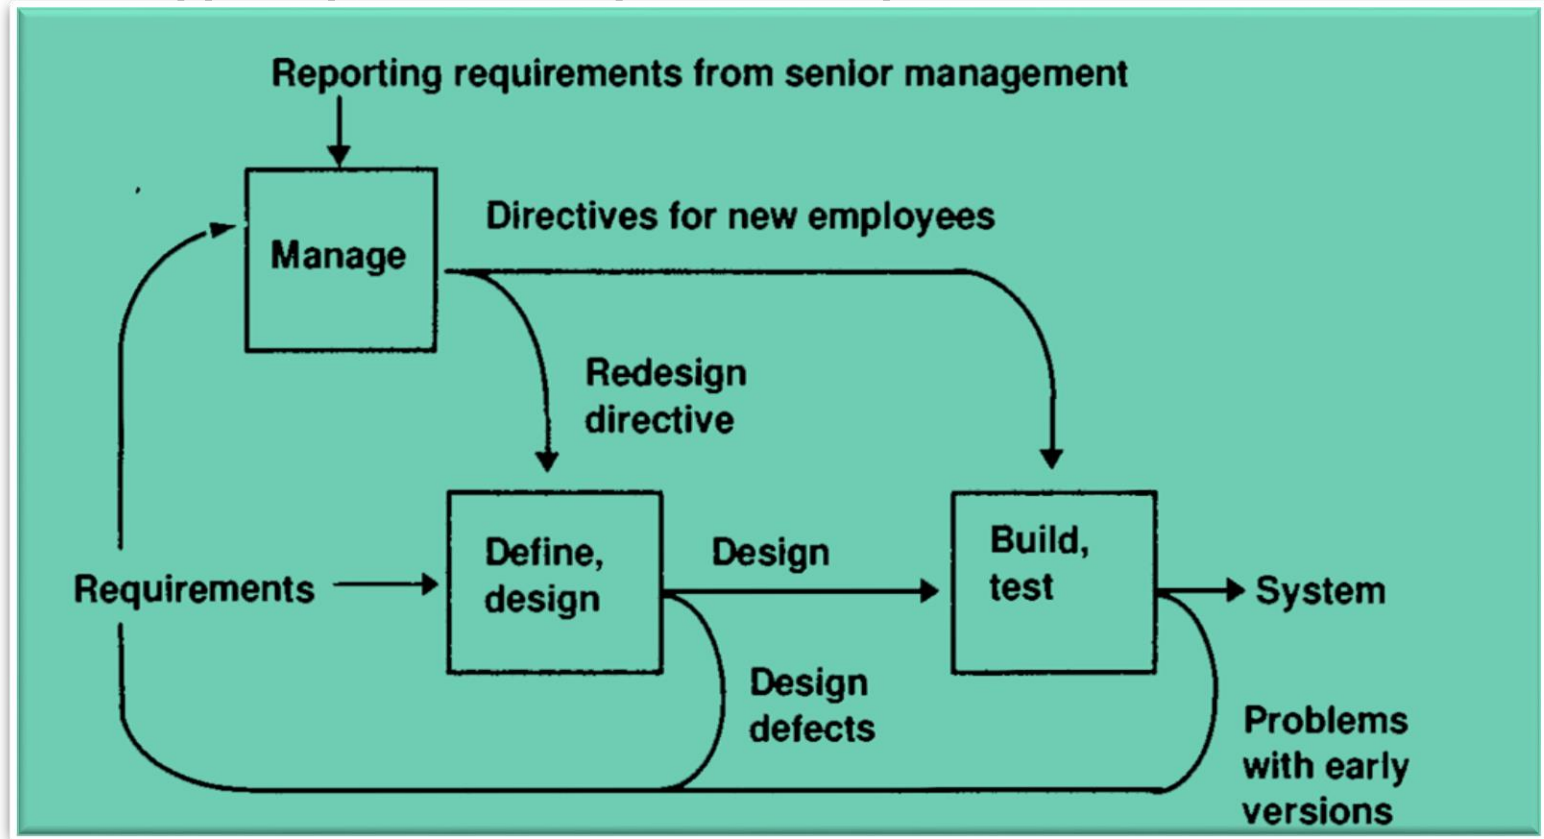 Reporting requirements from senior management
Directives for new employees
Manage
Redesign
directive
Define,
design
Design
Build,
test
Requirements
System
Design
defects
Problems
with early
versions